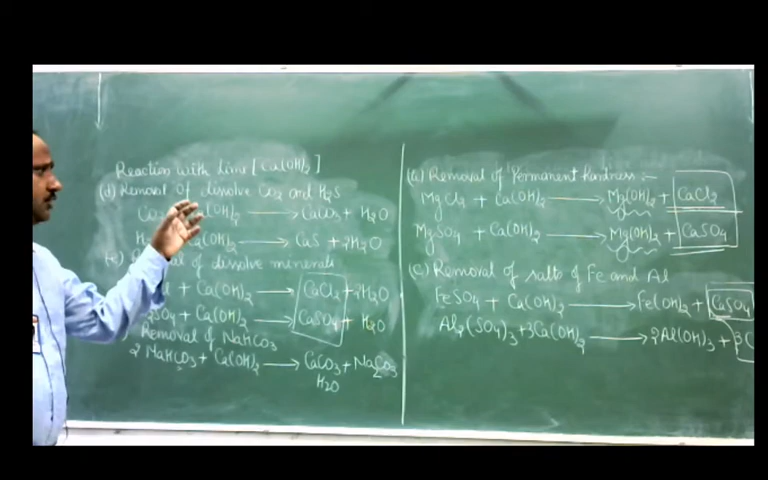 Reaction with lime [Ca(OH)₂]
(d) Removal Of dissolve CO₂ and H₂S
CO₂ (OH)₂ → CaCO₃ + H₂O
H₂ Ca(OH)₂ → CaS + 2H₂O
(e) of dissolve minerals
+ Ca(OH)₂ → CaCl₂ + 2H₂O
SO₄ + Ca(OH)₂ → CaSO₄ + H₂O
Removal of NaHCO₃
2 NaHCO₃ + Ca(OH)₂ → CaCO₃ + Na₂CO₃
H₂O
(a) Removal of Permanent Hardness :-
MgCl₂ + Ca(OH)₂ → Mg(OH)₂ + CaCl₂
MgSO₄ + Ca(OH)₂ → Mg(OH)₂ + CaSO₄
(c) Removal of salts of Fe and Al
FeSO₄ + Ca(OH)₂ → Fe(OH)₂ + CaSO₄
Al₂(SO₄)₃ + 3Ca(OH)₂ → 2Al(OH)₃ + 3C